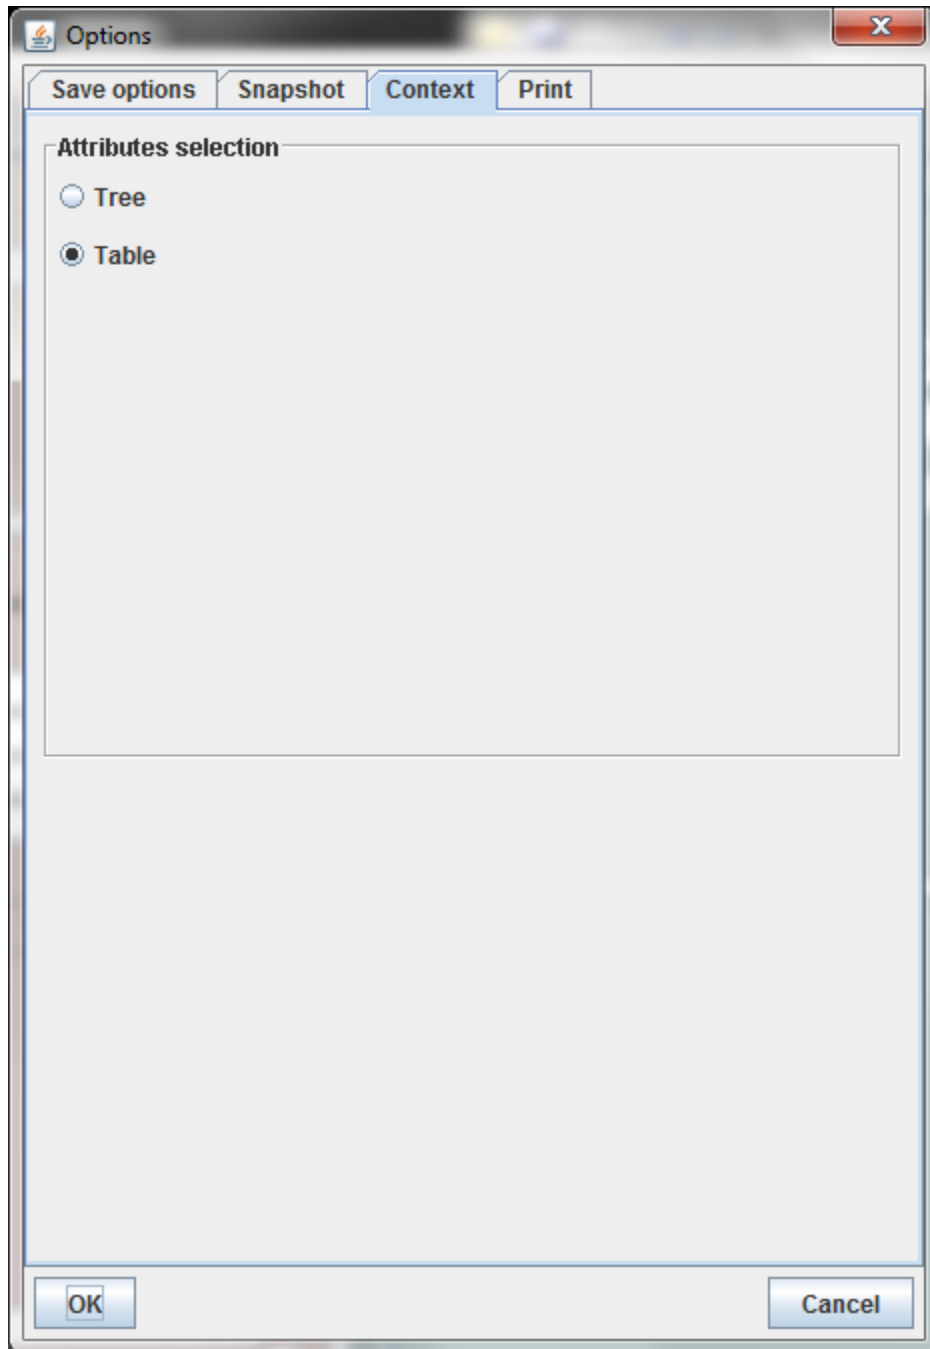 Options
Save options Snapshot Context Print
Attributes selection
Tree
Table
OK Cancel